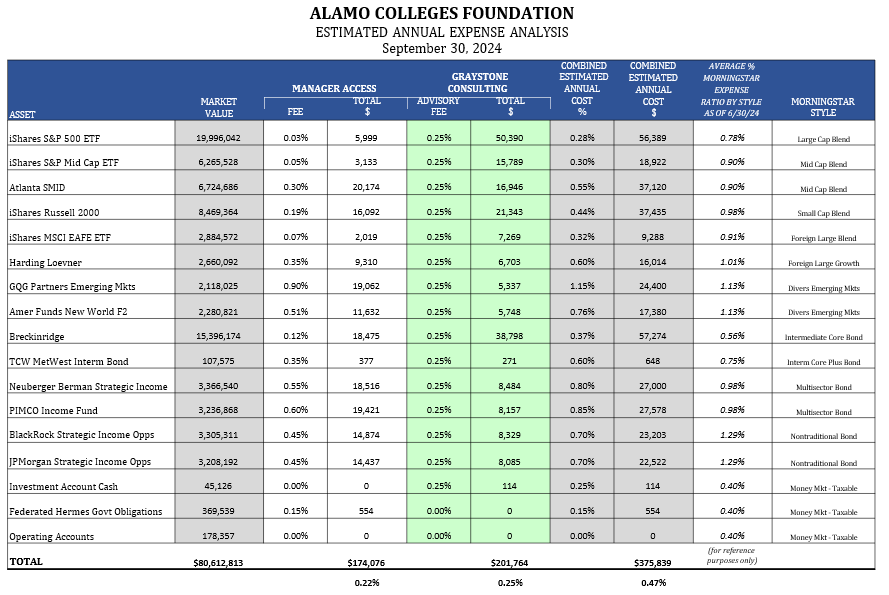 ALAMO COLLEGES FOUNDATION
ESTIMATED ANNUAL EXPENSE ANALYSIS
September 30, 2024
ASSET MARKET VALUE MANAGER ACCESS FEE TOTAL $ GRAYSTONE CONSULTING ADVISORY FEE TOTAL $ COMBINED ESTIMATED ANNUAL COST % COMBINED ESTIMATED ANNUAL COST $ AVERAGE % MORNINGSTAR EXPENSE RATIO BY STYLE AS OF 6/30/24 MORNINGSTAR STYLE
iShares S&P 500 ETF 19,996,042 0.03% 5,999 0.25% 50,390 0.28% 56,389 0.78% Large Cap Blend
iShares S&P Mid Cap ETF 6,265,528 0.05% 3,133 0.25% 15,789 0.30% 18,922 0.90% Mid Cap Blend
Atlanta SMID 6,724,686 0.30% 20,174 0.25% 16,946 0.55% 37,120 0.90% Mid Cap Blend
iShares Russell 2000 8,469,364 0.19% 16,092 0.25% 21,343 0.44% 37,435 0.98% Small Cap Blend
iShares MSCI EAFE ETF 2,884,572 0.07% 2,019 0.25% 7,269 0.32% 9,288 0.91% Foreign Large Blend
Harding Loevner 2,660,092 0.35% 9,310 0.25% 6,703 0.60% 16,014 1.01% Foreign Large Growth
GQG Partners Emerging Mkts 2,118,025 0.90% 19,062 0.25% 5,337 1.15% 24,400 1.13% Divers Emerging Mkts
Amer Funds New World F2 2,280,821 0.51% 11,632 0.25% 5,748 0.76% 17,380 1.13% Divers Emerging Mkts
Breckinridge 15,396,174 0.12% 18,475 0.25% 38,798 0.37% 57,274 0.56% Intermediate Core Bond
TCW MetWest Interm Bond 107,575 0.35% 377 0.25% 271 0.60% 648 0.75% Interm Core Plus Bond
Neuberger Berman Strategic Income 3,366,540 0.55% 18,516 0.25% 8,484 0.80% 27,000 0.98% Multisector Bond
PIMCO Income Fund 3,236,868 0.60% 19,421 0.25% 8,157 0.85% 27,578 0.98% Multisector Bond
BlackRock Strategic Income Opps 3,305,311 0.45% 14,874 0.25% 8,329 0.70% 23,203 1.29% Nontraditional Bond
JPMorgan Strategic Income Opps 3,208,192 0.45% 14,437 0.25% 8,085 0.70% 22,522 1.29% Nontraditional Bond
Investment Account Cash 45,126 0.00% 0 0.25% 114 0.25% 114 0.40% Money Mkt - Taxable
Federated Hermes Govt Obligations 369,539 0.15% 554 0.00% 0 0.15% 554 0.40% Money Mkt - Taxable
Operating Accounts 178,357 0.00% 0 0.00% 0 0.00% 0 0.40% Money Mkt - Taxable
TOTAL $80,612,813 $174,076 $201,764 $375,839 (for reference purposes only)
0.22% 0.25% 0.47%